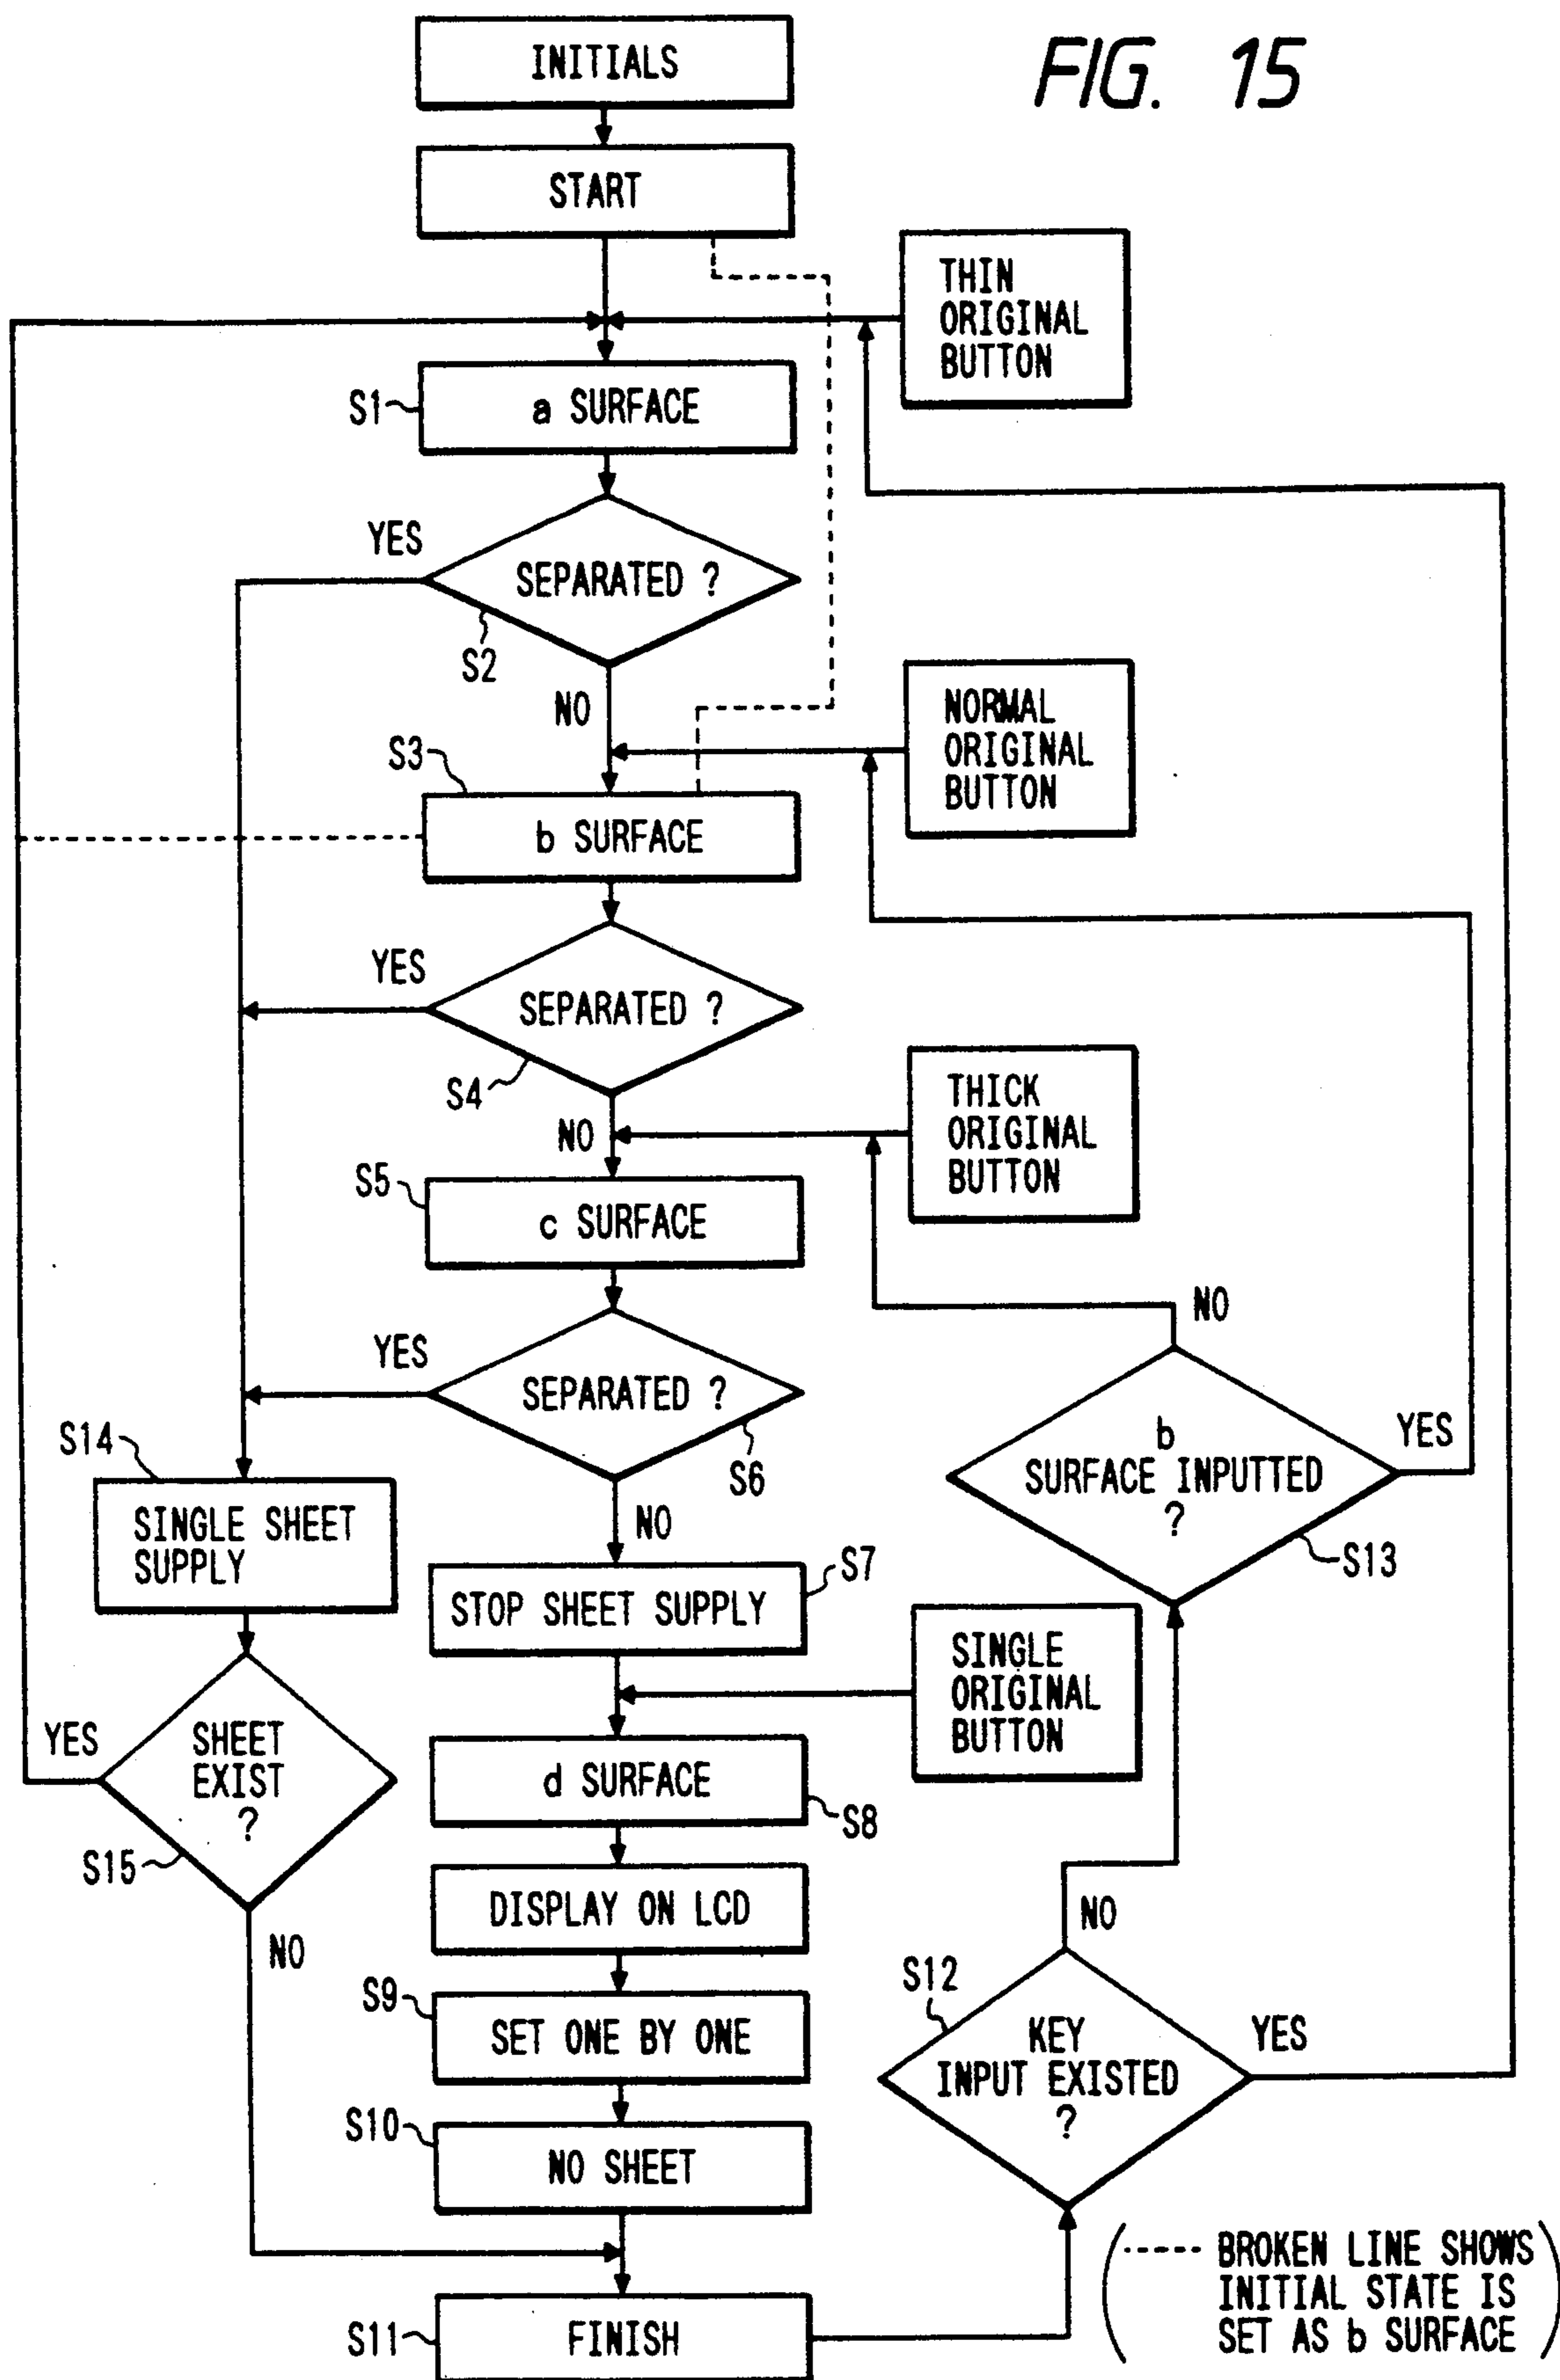 FIG. 15
INITIALS
START
THIN
ORIGINAL
BUTTON
S1
a SURFACE
YES
SEPARATED ?
S2
NO
NORMAL
ORIGINAL
BUTTON
S3
b SURFACE
YES
SEPARATED ?
S4
NO
THICK
ORIGINAL
BUTTON
S5
c SURFACE
NO
YES
SEPARATED ?
S6
b
SURFACE INPUTTED
?
YES
S13
S14
SINGLE SHEET
SUPPLY
NO
STOP SHEET SUPPLY
S7
SINGLE
ORIGINAL
BUTTON
YES
SHEET
EXIST
?
S15
NO
d SURFACE
S8
DISPLAY ON LCD
NO
S9
SET ONE BY ONE
S12
KEY
INPUT EXISTED
?
YES
S10
NO SHEET
S11
FINISH
(----- BROKEN LINE SHOWS
INITIAL STATE IS
SET AS b SURFACE)